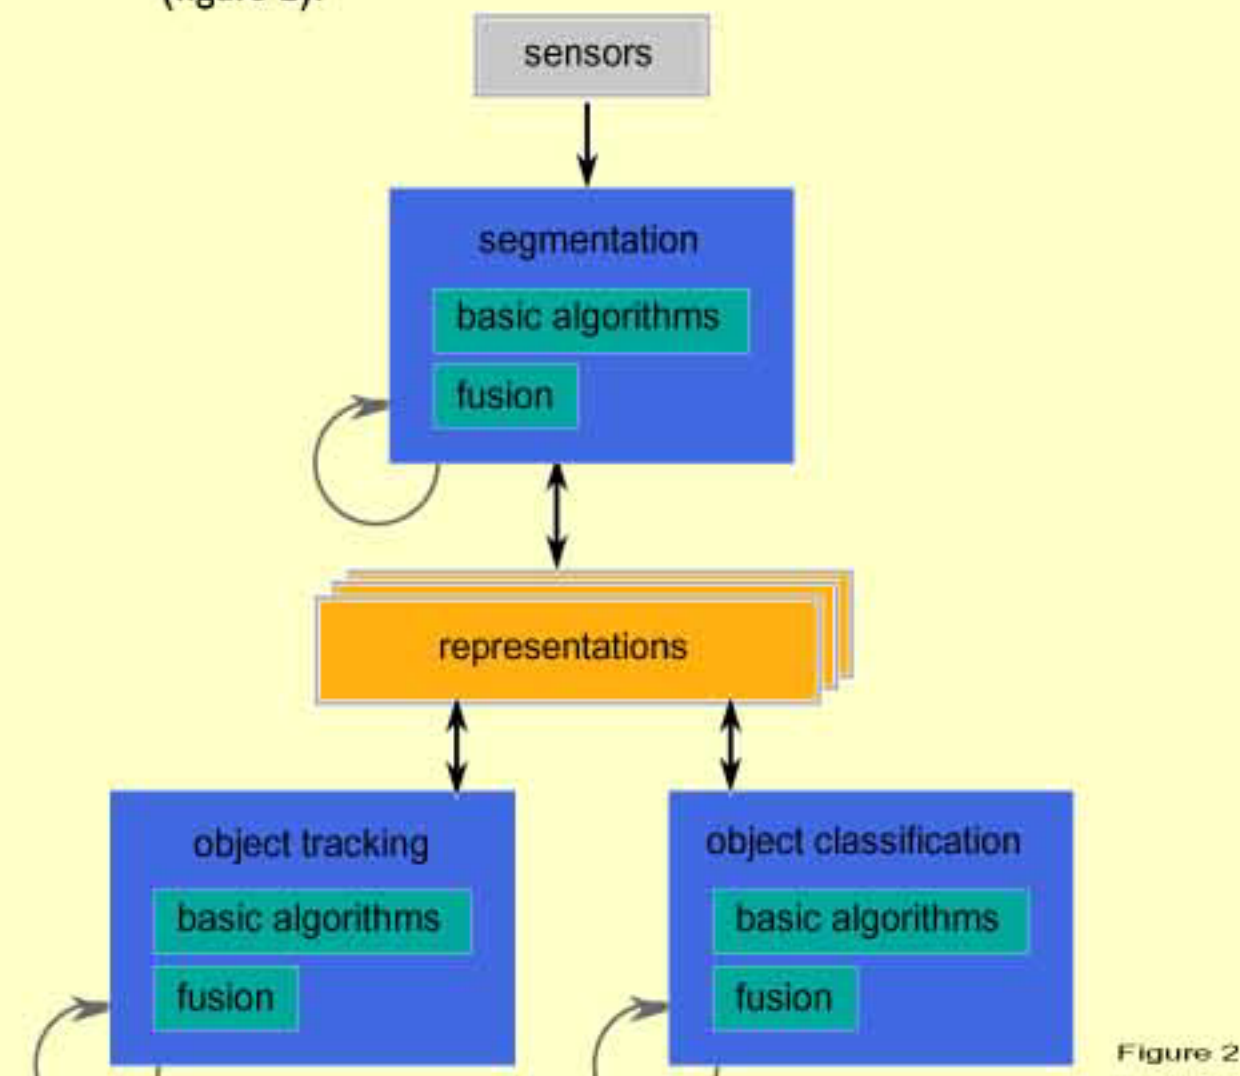 sensors
segmentation
basic algorithms
fusion
representations
object tracking
basic algorithms
fusion
object classification
basic algorithms
fusion
Figure 2